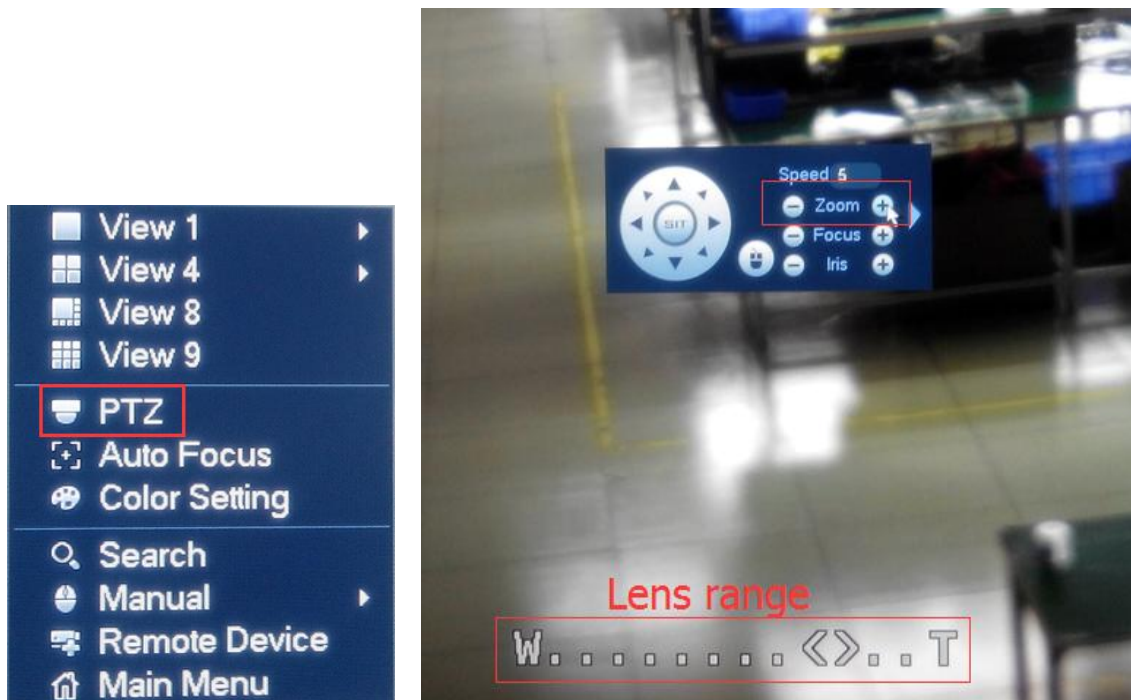 View 1
View 4
View 8
View 9
PTZ
Auto Focus
Color Setting
Search
Manual
Remote Device
Main Menu
Speed 5
Zoom
SIT
Focus
Iris
Lens range
W........<>..T